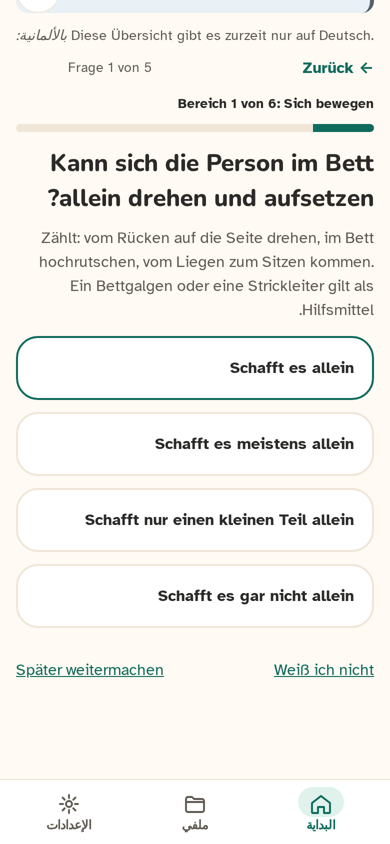 بالألمانية: Diese Übersicht gibt es zurzeit nur auf Deutsch.
Zurück
Frage 1 von 5
Bereich 1 von 6: Sich bewegen
Kann sich die Person im Bett
allein drehen und aufsetzen?
Zählt: vom Rücken auf die Seite drehen, im Bett
hochrutschen, vom Liegen zum Sitzen kommen.
Ein Bettgalgen oder eine Strickleiter gilt als
Hilfsmittel.
Schafft es allein
Schafft es meistens allein
Schafft nur einen kleinen Teil allein
Schafft es gar nicht allein
Weiß ich nicht
Später weitermachen
البداية
ملفي
الإعدادات